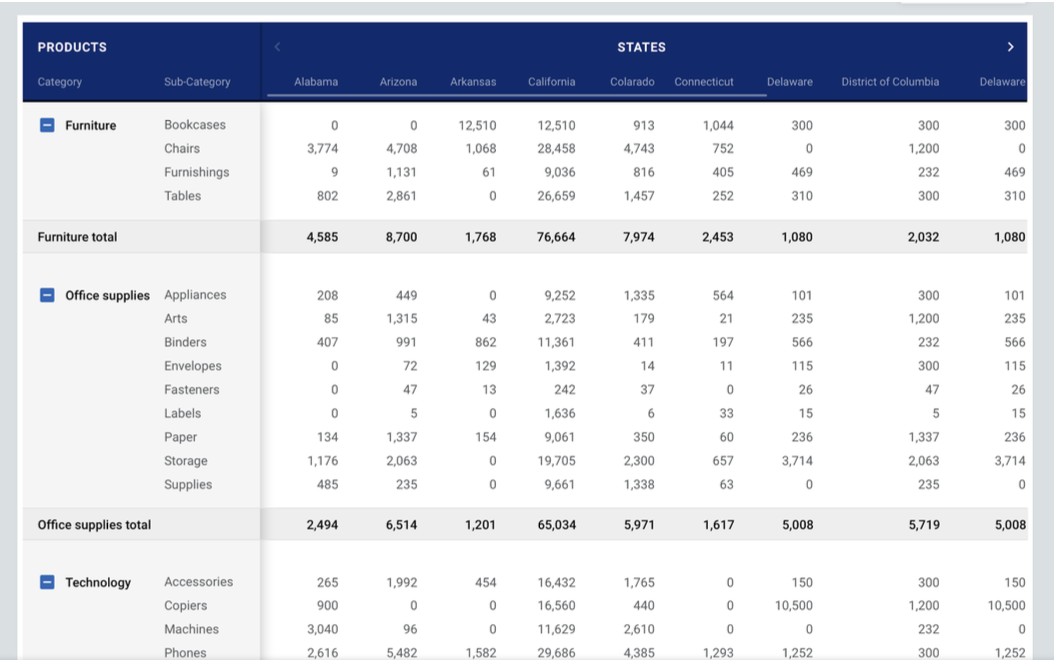 PRODUCTS STATES
Category Sub-Category Alabama Arizona Arkansas California Colarado Connecticut Delaware District of Columbia Delaware
Furniture Bookcases 0 0 12,510 12,510 913 1,044 300 300 300
Chairs 3,774 4,708 1,068 28,458 4,743 752 0 1,200 0
Furnishings 9 1,131 61 9,036 816 405 469 232 469
Tables 802 2,861 0 26,659 1,457 252 310 300 310
Furniture total 4,585 8,700 1,768 76,664 7,974 2,453 1,080 2,032 1,080
Office supplies Appliances 208 449 0 9,252 1,335 564 101 300 101
Arts 85 1,315 43 2,723 179 21 235 1,200 235
Binders 407 991 862 11,361 411 197 566 232 566
Envelopes 0 72 129 1,392 14 11 115 300 115
Fasteners 0 47 13 242 37 0 26 47 26
Labels 0 5 0 1,636 6 33 15 5 15
Paper 134 1,337 154 9,061 350 60 236 1,337 236
Storage 1,176 2,063 0 19,705 2,300 657 3,714 2,063 3,714
Supplies 485 235 0 9,661 1,338 63 0 235 0
Office supplies total 2,494 6,514 1,201 65,034 5,971 1,617 5,008 5,719 5,008
Technology Accessories 265 1,992 454 16,432 1,765 0 150 300 150
Copiers 900 0 0 16,560 440 0 10,500 1,200 10,500
Machines 3,040 96 0 11,629 2,610 0 0 232 0
Phones 2,616 5,482 1,582 29,686 4,385 1,293 1,252 300 1,252